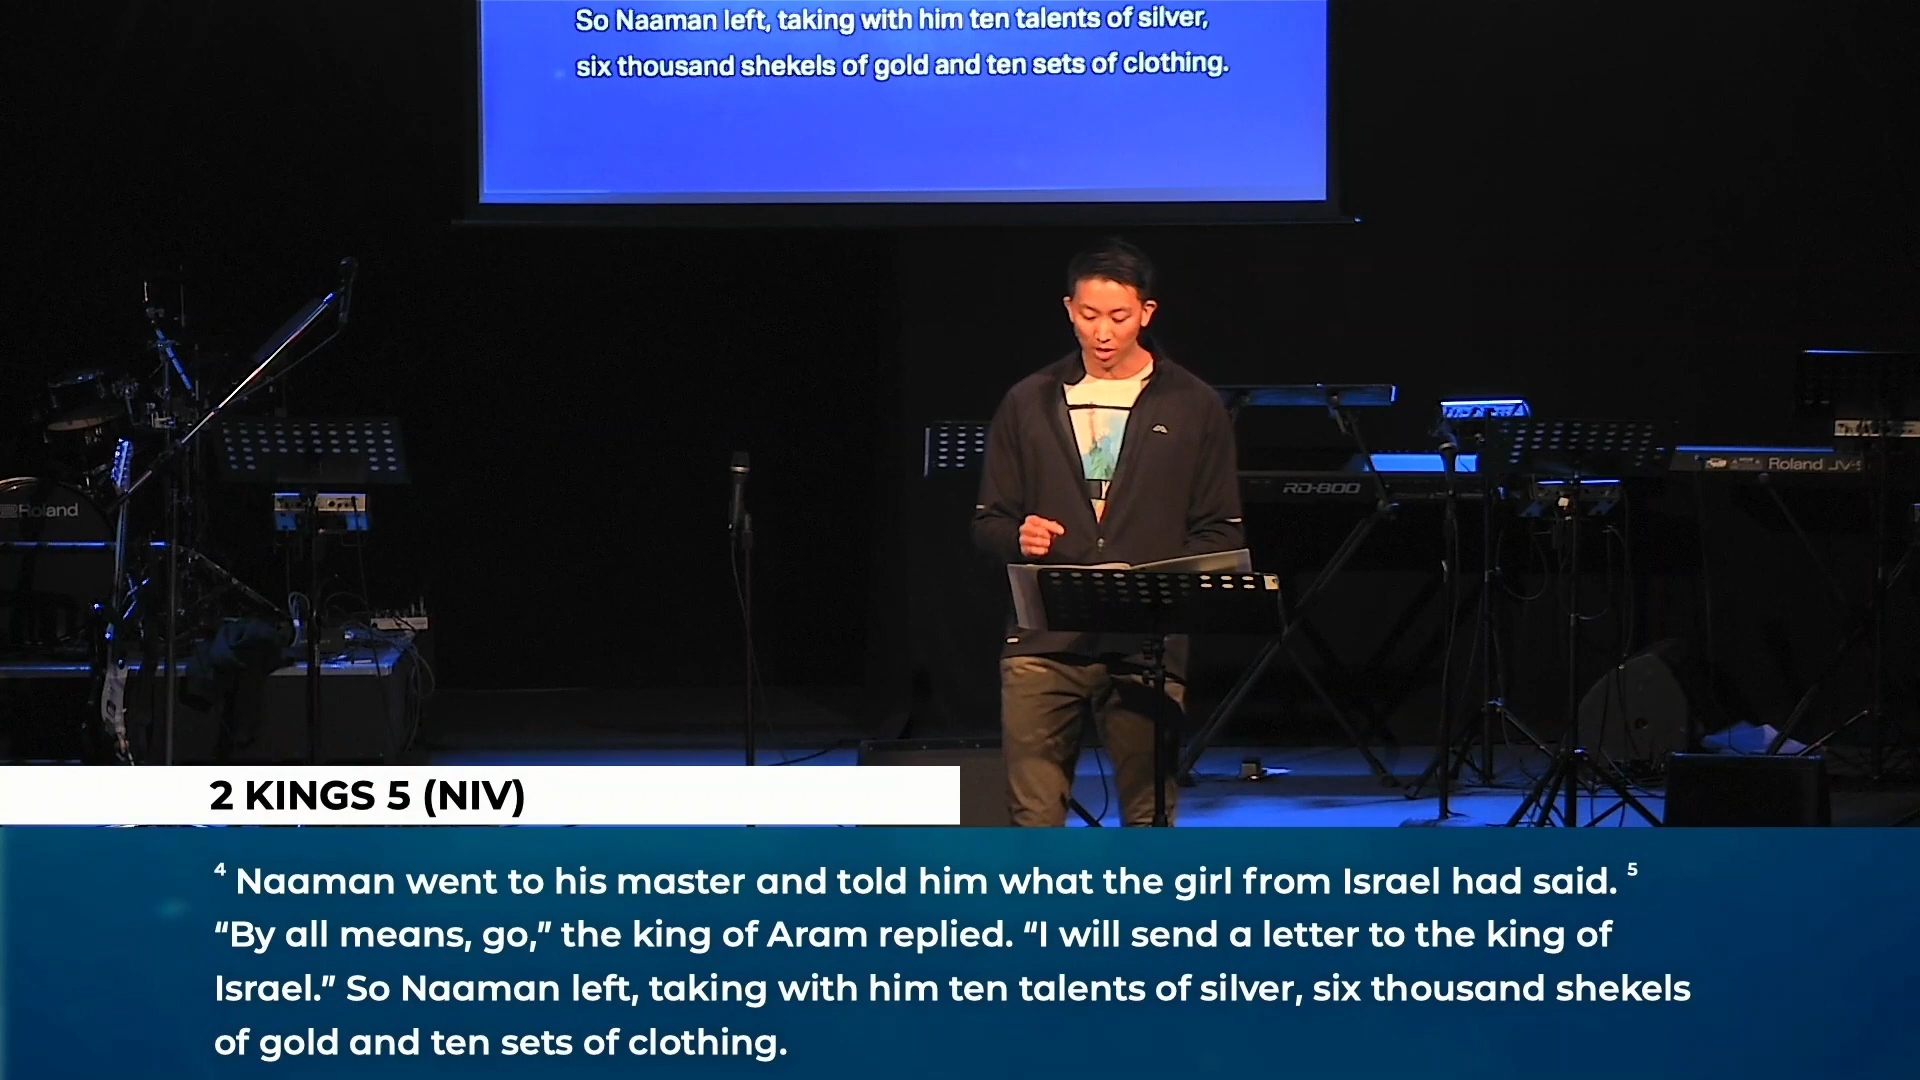 So Naaman left, taking with him ten talents of silver,
six thousand shekels of gold and ten sets of clothing.
Roland
RD-800
Roland JV-
2 KINGS 5 (NIV)
4 Naaman went to his master and told him what the girl from Israel had said. 5
“By all means, go,” the king of Aram replied. “I will send a letter to the king of
Israel.” So Naaman left, taking with him ten talents of silver, six thousand shekels
of gold and ten sets of clothing.